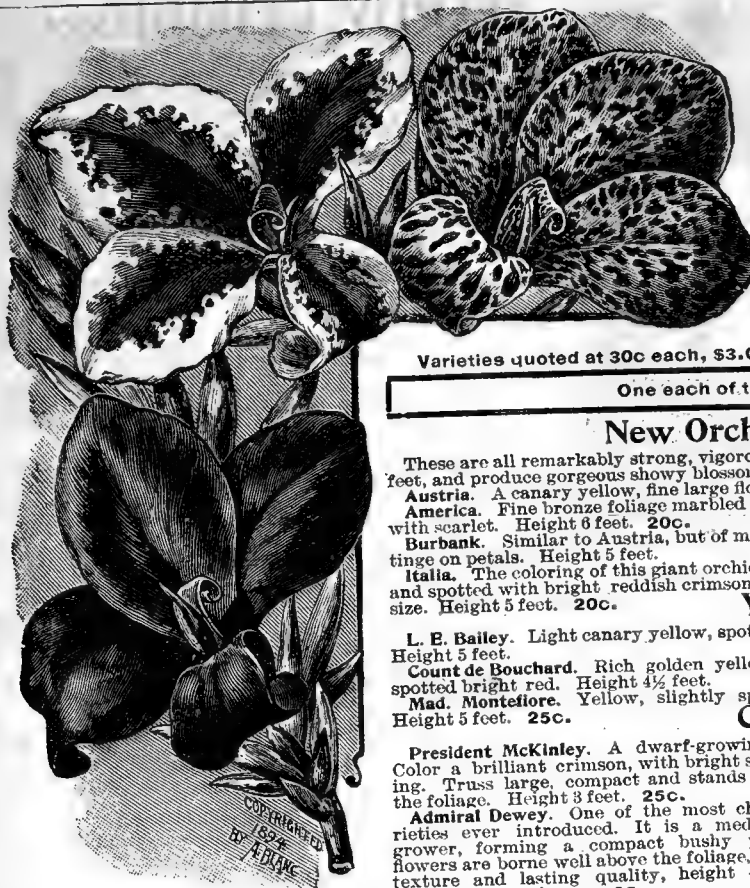 Varieties quoted at 30c each, $3.0
One each of t
New Orch
These are all remarkably strong, vigoro
feet, and produce gorgeous showy blosson
Austria. A canary yellow, fine large flo
America. Fine bronze foliage marbled
with scarlet. Height 6 feet. 20c.
Burbank. Similar to Austria, but of m
tinge on petals. Height 5 feet.
Italia. The coloring of this giant orchid
and spotted with bright reddish crimson
size. Height 5 feet. 20c.
L. E. Bailey. Light canary yellow, spot
Height 5 feet.
Count de Bouchard. Rich golden yello
spotted bright red. Height 4½ feet.
Mad. Montefiore. Yellow, slightly sp
Height 5 feet. 25c.
President McKinley. A dwarf-growin
Color a brilliant crimson, with bright s
ing. Truss large, compact and stands
the foliage. Height 3 feet. 25c.
Admiral Dewey. One of the most ch
rieties ever introduced. It is a med
grower, forming a compact bushy
flowers are borne well above the foliage,
texture and lasting quality, height
COPYRIGHTED
1894
BY A. BLANC